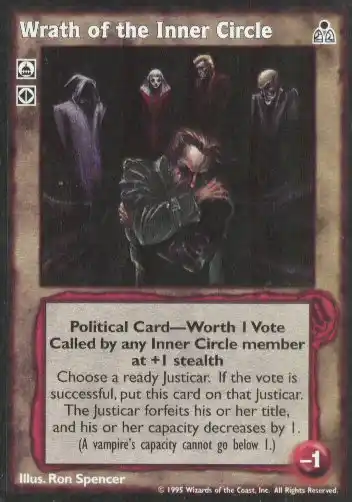 Wrath of the Inner Circle
Political Card—Worth 1 Vote
Called by any Inner Circle member
at +1 stealth
Choose a ready Justicar. If the vote is
successful, put this card on that Justicar.
The Justicar forfeits his or her title,
and his or her capacity decreases by 1.
(A vampire's capacity cannot go below 1.)
–1
Illus. Ron Spencer
© 1995 Wizards of the Coast, Inc. All Rights Reserved.